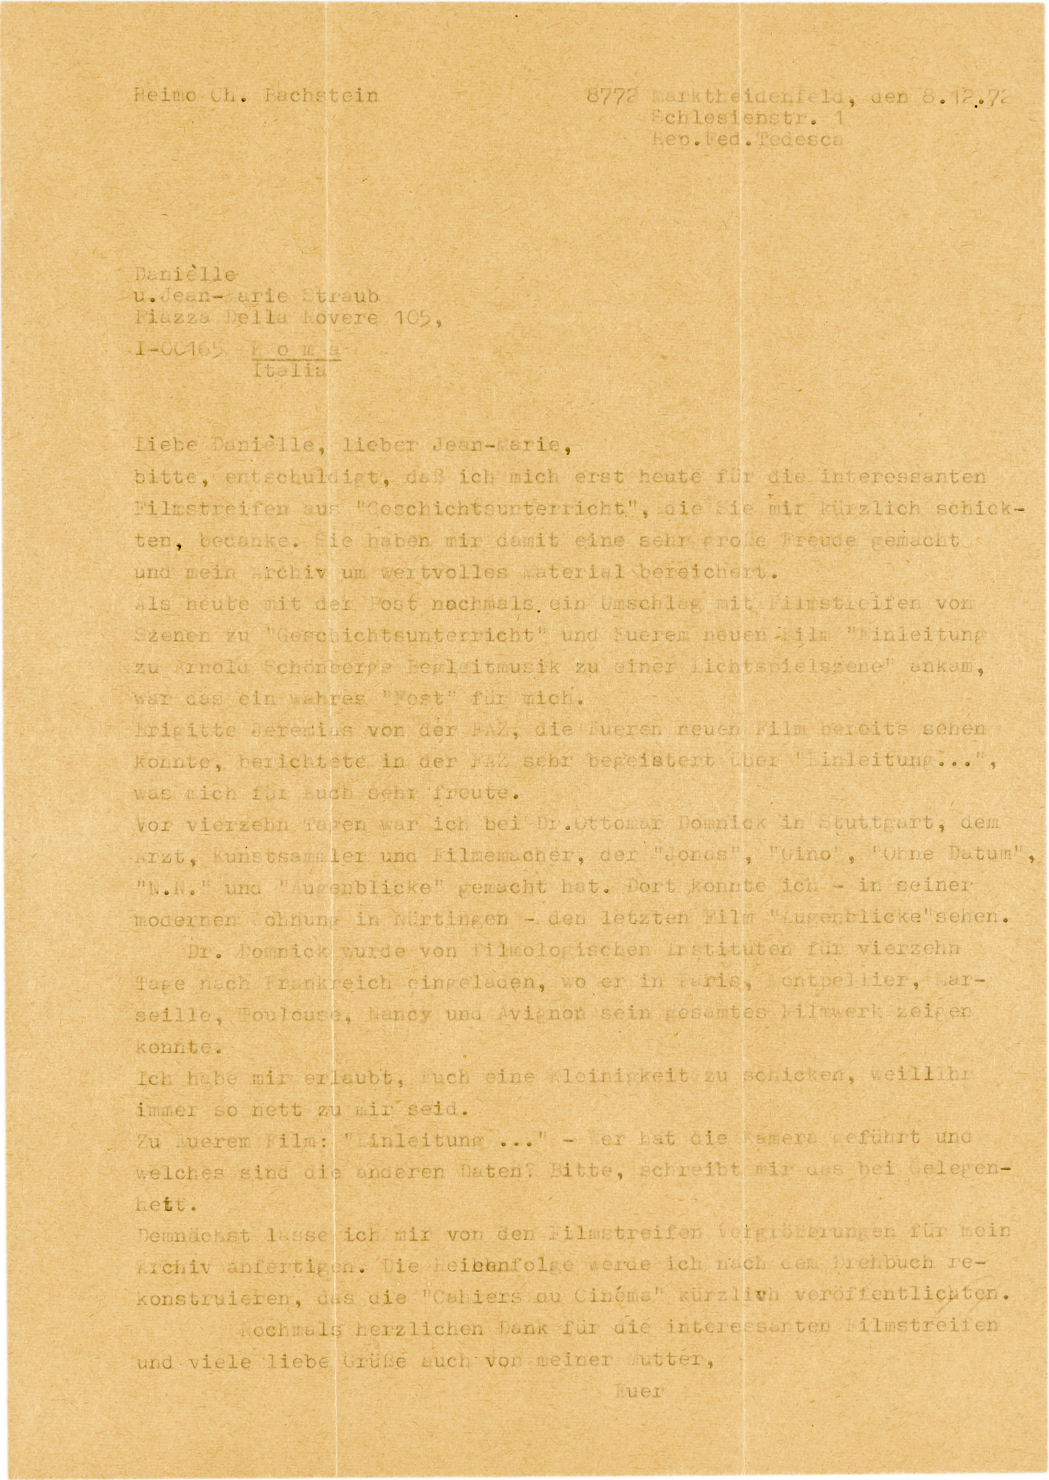 Heimo Ch. Bachstein 8772 Marktheidenfeld, den 8.12.72
Schlesienstr. 1
Rep.Fed.Tedesca
Danièlle
u.Jean-Marie Straub
Piazza Della Rovere 105,
I-00165 R o m a
Italia
Liebe Danièlle, lieber Jean-Marie,
bitte, entschuldigt, daß ich mich erst heute für die interessanten
Filmstreifen aus "Geschichtsunterricht", die Sie mir kürzlich schick-
ten, bedanke. Sie haben mir damit eine sehr große Freude gemacht
und mein Archiv um wertvolles Material bereichert.
Als heute mit der Post nochmals ein Umschlag mit Filmstreifen von
Szenen zu "Geschichtsunterricht" und Euerem neuen Film "Einleitung
zu Arnold Schönbergs Begleitmusik zu einer Lichtspielszene" ankam,
war das ein wahres "Fest" für mich.
Brigitte Jeremias von der FAZ, die Eueren neuen Film bereits sehen
konnte, berichtete in der FAZ sehr begeistert über "Einleitung...",
was mich für Euch sehr freute.
Vor vierzehn Tagen war ich bei Dr.Ottomar Domnick in Stuttgart, dem
Arzt, Kunstsammler und Filmemacher, der "Jonas", "Gino", "Ohne Datum",
"N.N." und "Augenblicke" gemacht hat. Dort konnte ich - in seiner
modernen Wohnung in Nürtingen - den letzten Film "Augenblicke"sehen.
Dr. Domnick wurde von Filmologischen Instituten für vierzehn
Tage nach Frankreich eingeladen, wo er in Paris, Montpellier, Mar-
seille, Toulouse, Nancy und Avignon sein gesamtes Filmwerk zeigen
konnte.
Ich habe mir erlaubt, Euch eine Kleinigkeit zu schicken, weilIhr
immer so nett zu mir seid.
Zu Euerem Film: "Einleitung ..." - Wer hat die Kamera geführt und
welches sind die anderen Daten? Bitte, schreibt mir das bei Gelegen-
heit.
Demnächst lasse ich mir von den Filmstreifen Vergrößerungen für mein
Archiv anfertigen. Die Reihenfolge werde ich nach dem Drehbuch re-
konstruieren, das die "Cahiers du Cinéma" kürzlich veröffentlichten.
Nochmals herzlichen Dank für die interessanten Filmstreifen
und viele liebe Grüße auch von meiner Mutter,
Euer